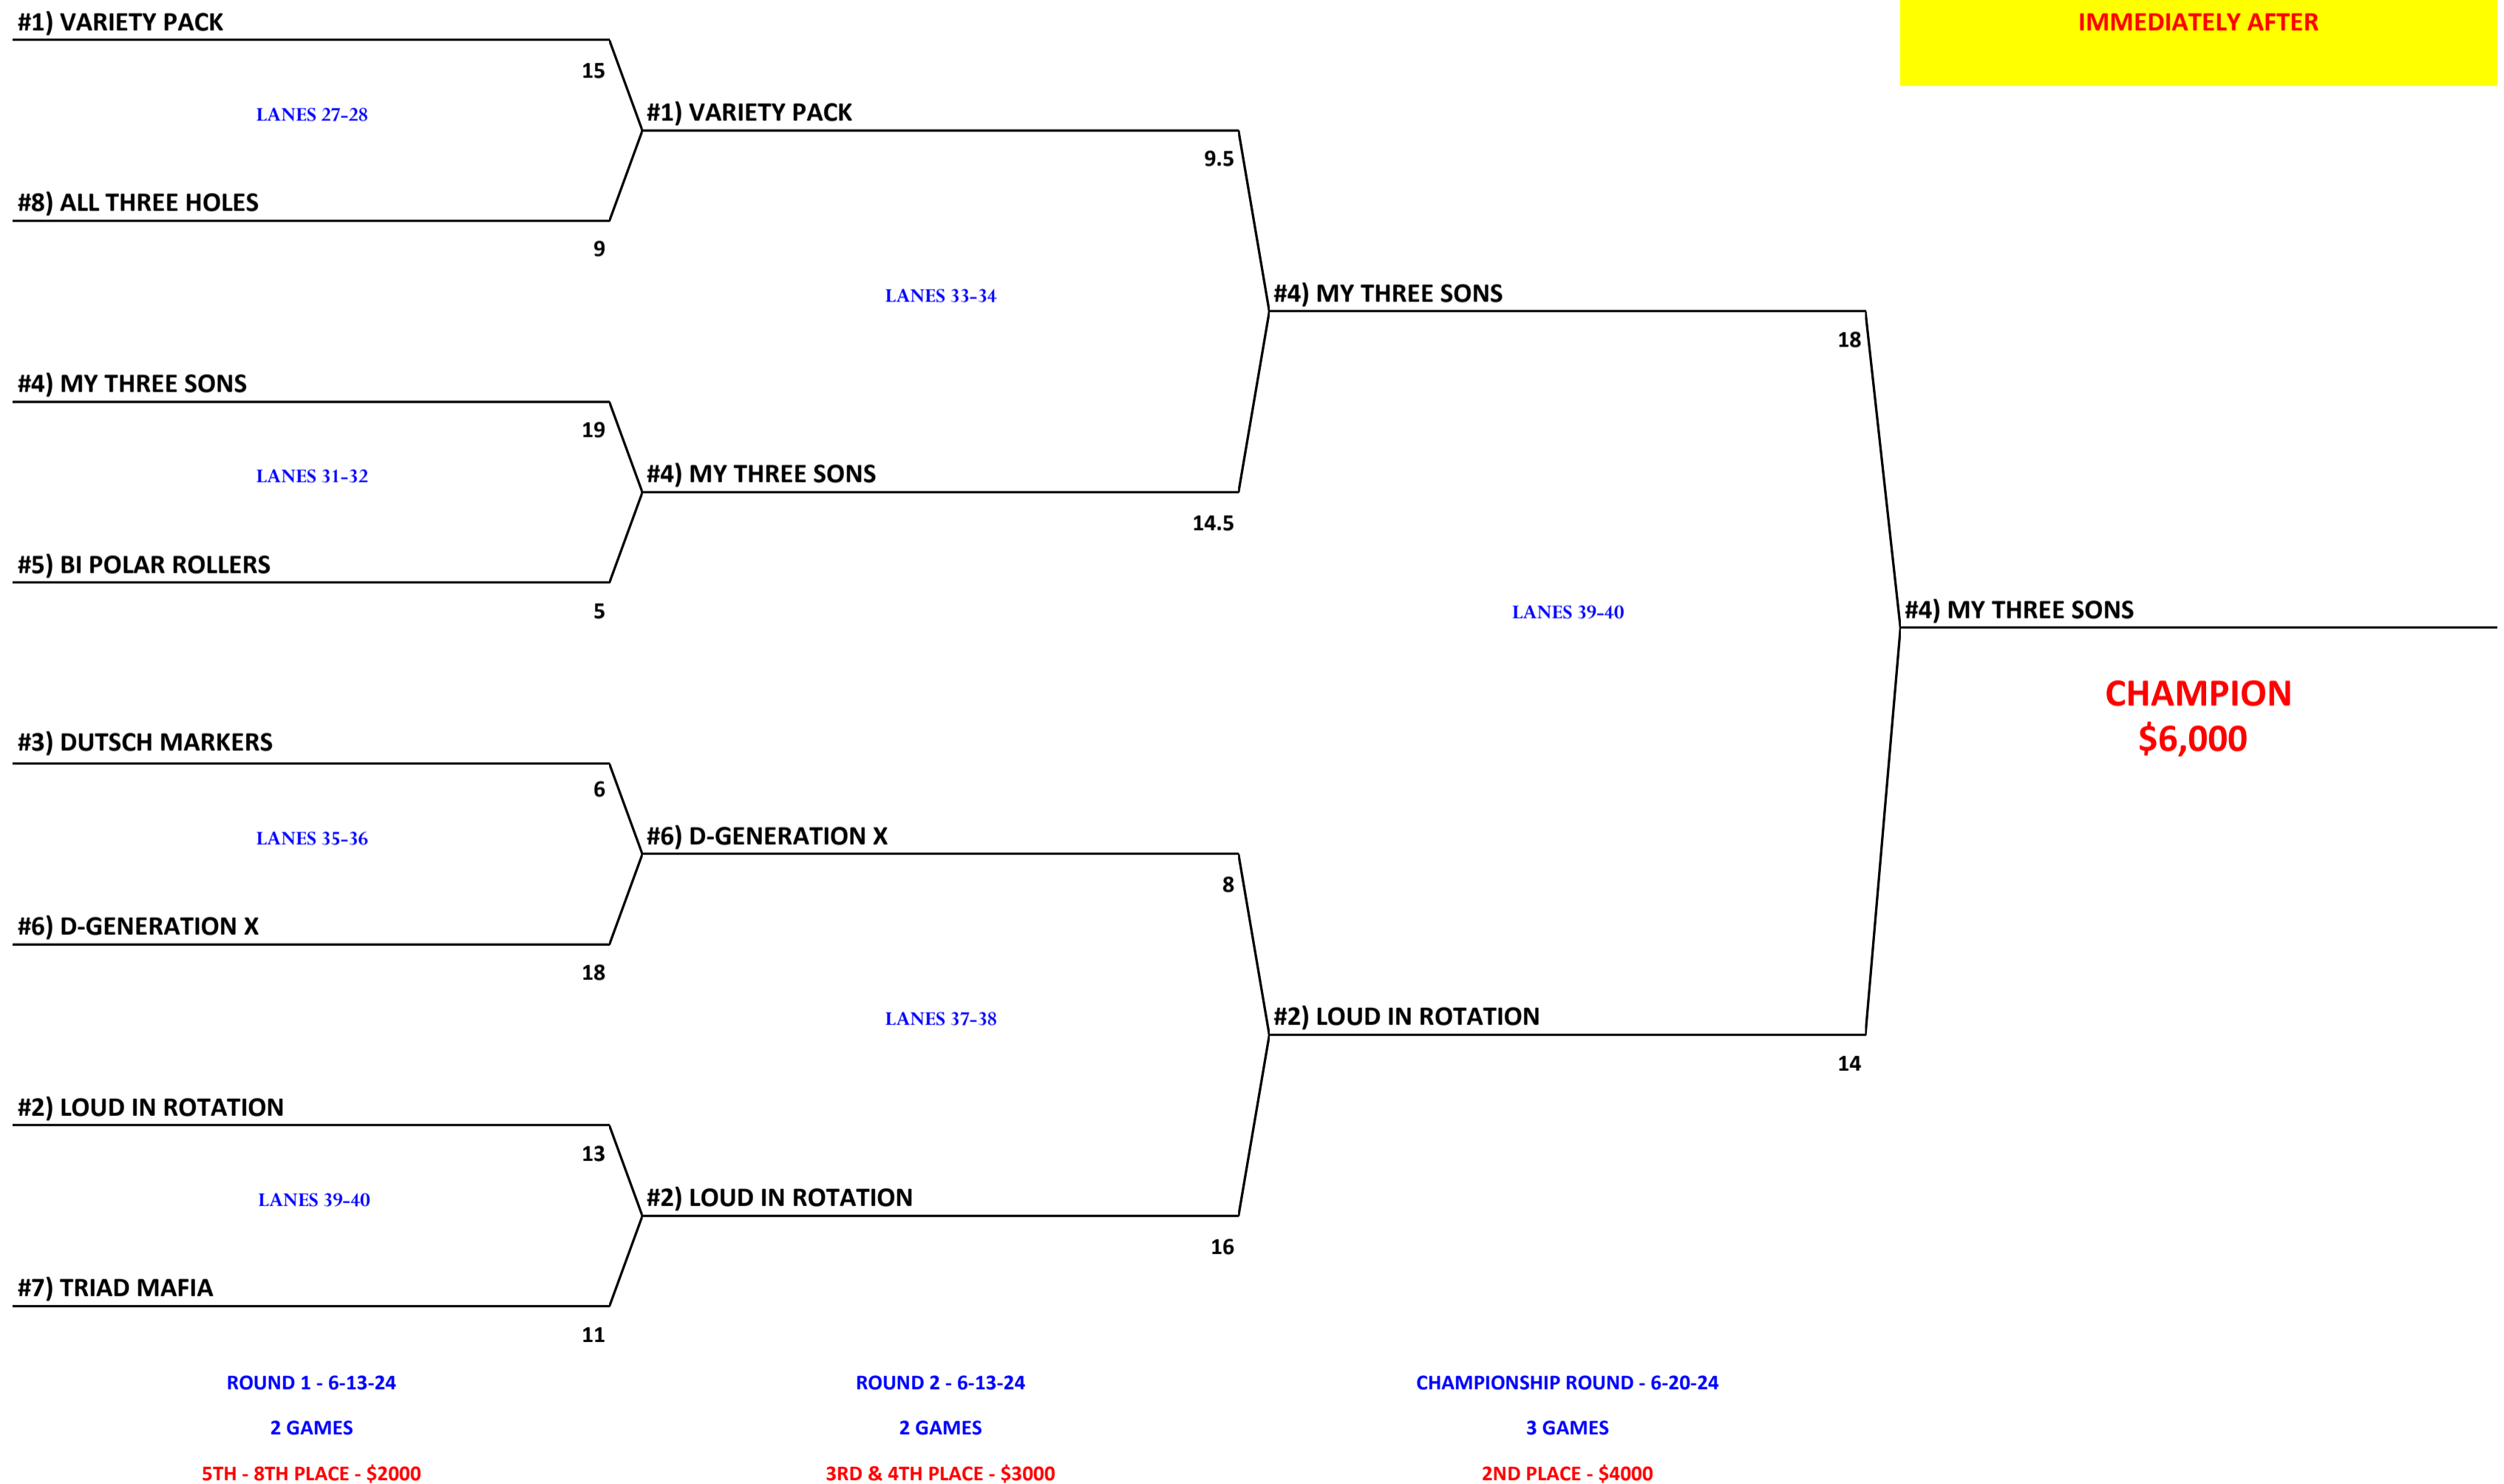 #1) VARIETY PACK
IMMEDIATELY AFTER
15
LANES 27-28
#1) VARIETY PACK
9.5
#8) ALL THREE HOLES
9
LANES 33-34
#4) MY THREE SONS
18
#4) MY THREE SONS
19
LANES 31-32
#4) MY THREE SONS
14.5
#5) BI POLAR ROLLERS
5
LANES 39-40
#4) MY THREE SONS
CHAMPION
$6,000
#3) DUTSCH MARKERS
6
LANES 35-36
#6) D-GENERATION X
8
#6) D-GENERATION X
18
LANES 37-38
#2) LOUD IN ROTATION
14
#2) LOUD IN ROTATION
13
LANES 39-40
#2) LOUD IN ROTATION
16
#7) TRIAD MAFIA
11
ROUND 1 - 6-13-24
ROUND 2 - 6-13-24
CHAMPIONSHIP ROUND - 6-20-24
2 GAMES
2 GAMES
3 GAMES
5TH - 8TH PLACE - $2000
3RD & 4TH PLACE - $3000
2ND PLACE - $4000